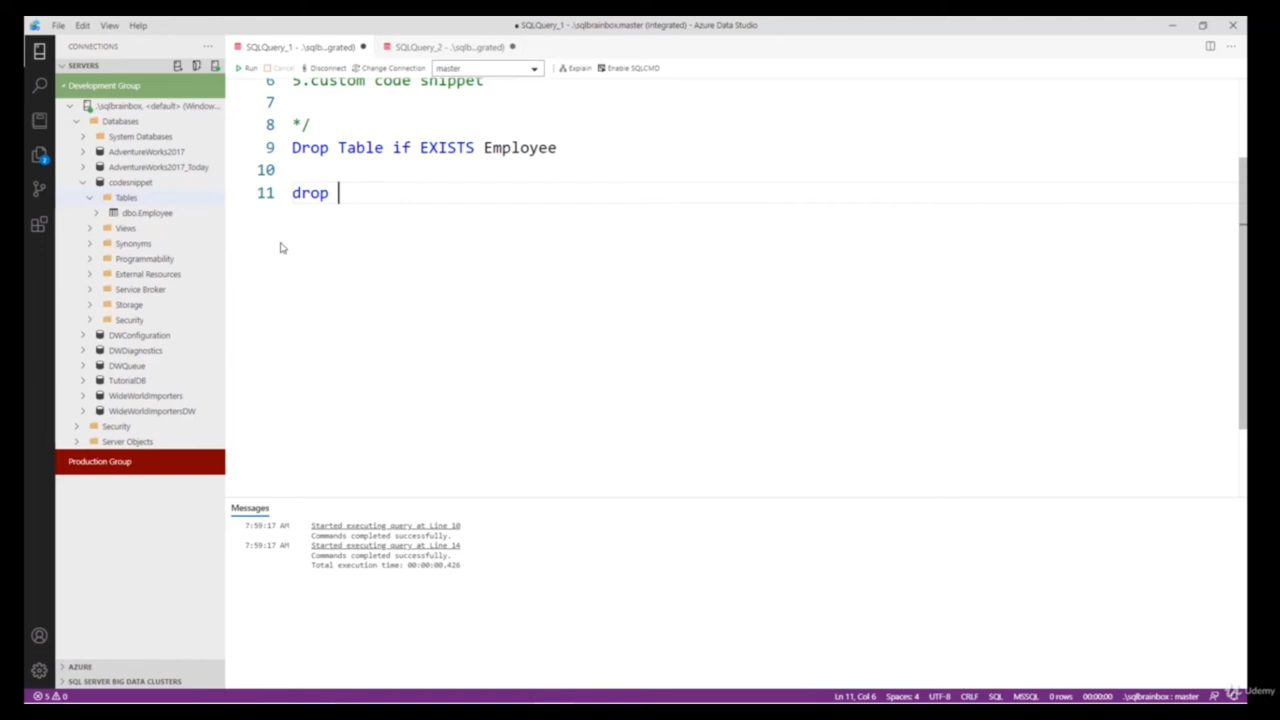 File Edit View Help
● SQLQuery_1 - .\sqlbrainbox.master (integrated) - Azure Data Studio
CONNECTIONS ...
SERVERS
Development Group
.\sqlbrainbox, <default> (Window...
Databases
System Databases
AdventureWorks2017
AdventureWorks2017_Today
codesnippet
Tables
dbo.Employee
Views
Synonyms
Programmability
External Resources
Service Broker
Storage
Security
DWConfiguration
DWDiagnostics
DWQueue
TutorialDB
WideWorldImporters
WideWorldImportersDW
Security
Server Objects
Production Group
AZURE
SQL SERVER BIG DATA CLUSTERS
SQLQuery_1 - .\sqlb...grated) ● SQLQuery_2 - .\sqlb...grated) ●
Run Cancel Disconnect Change Connection master Explain Enable SQLCMD
6 5.custom code snippet
7
8 */
9 Drop Table if EXISTS Employee
10
11 drop
Messages
7:59:17 AM Started executing query at Line 10
Commands completed successfully.
7:59:17 AM Started executing query at Line 14
Commands completed successfully.
Total execution time: 00:00:00.426
5 0 Ln 11, Col 6 Spaces: 4 UTF-8 CRLF SQL MSSQL 0 rows 00:00:00 .\sqlbrainbox : master
Udemy
2